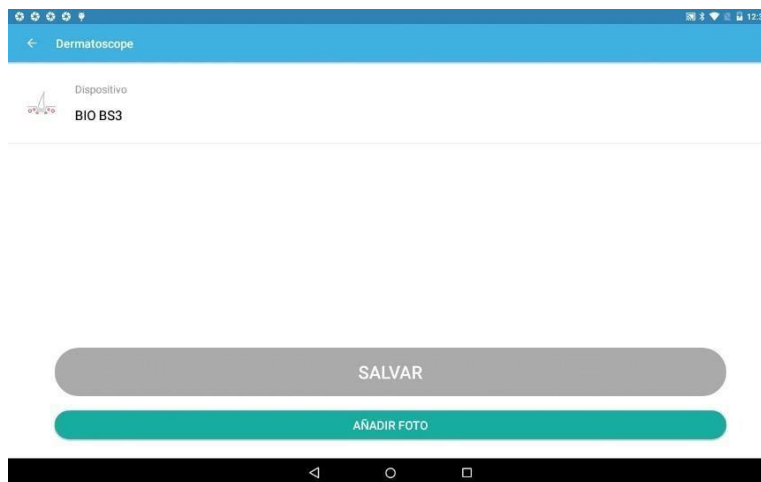 Dermatoscope
Dispositivo
BIO BS3
SALVAR
AÑADIR FOTO